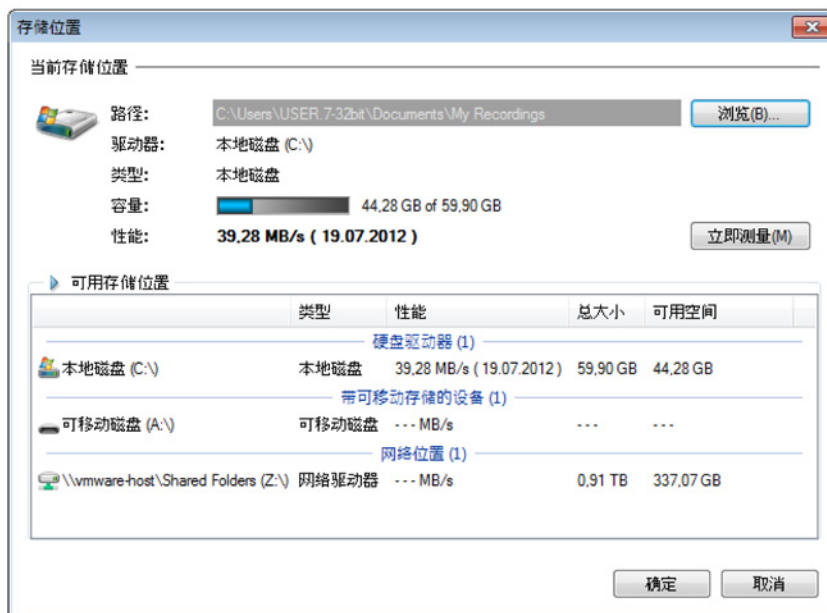 存储位置
当前存储位置
路径: C:\Users\USER.7-32bit\Documents\My Recordings 浏览(B)...
驱动器: 本地磁盘 (C:\)
类型: 本地磁盘
容量: 44,28 GB of 59,90 GB
性能: 39,28 MB/s ( 19.07.2012 ) 立即测量(M)
可用存储位置
类型 性能 总大小 可用空间
硬盘驱动器 (1)
本地磁盘 (C:\) 本地磁盘 39,28 MB/s ( 19.07.2012 ) 59,90 GB 44,28 GB
带可移动存储的设备 (1)
可移动磁盘 (A:\) 可移动磁盘 --- MB/s --- ---
网络位置 (1)
\\vmware-host\Shared Folders (Z:\) 网络驱动器 --- MB/s 0,91 TB 337,07 GB
确定 取消